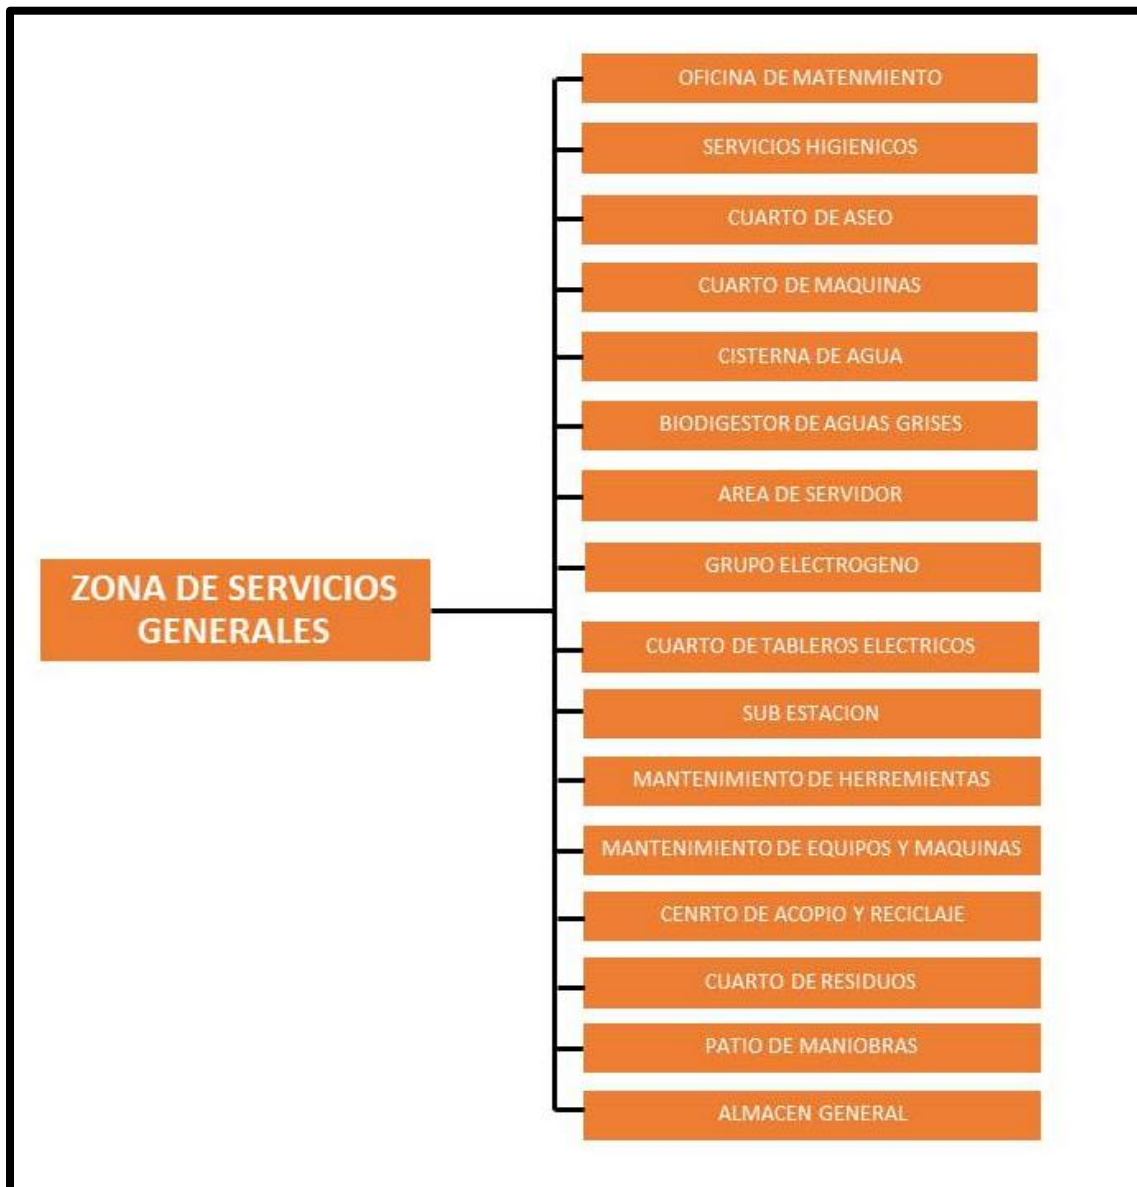 OFICINA DE MATENMIENTO
SERVICIOS HIGIENICOS
CUARTO DE ASEO
CUARTO DE MAQUINAS
CISTERNA DE AGUA
BIODIGESTOR DE AGUAS GRISES
AREA DE SERVIDOR
GRUPO ELECTROGENO
ZONA DE SERVICIOS
GENERALES
CUARTO DE TABLEROS ELECTRICOS
SUB ESTACION
MANTENIMIENTO DE HERREMIENTAS
MANTENIMIENTO DE EQUIPOS Y MAQUINAS
CENRTO DE ACOPIO Y RECICLAJE
CUARTO DE RESIDUOS
PATIO DE MANIOBRAS
ALMACEN GENERAL